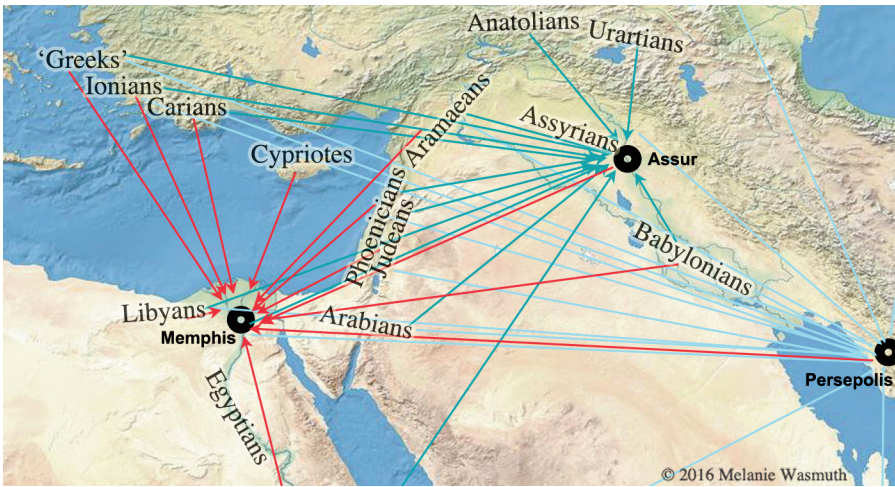 Anatolians
Urartians
‘Greeks’
Ionians
Carians
Aramaeans
Assyrians
Cypriotes
Assur
Phoenicians
Judeans
Babylonians
Libyans
Arabians
Memphis
Persepolis
Egyptians
© 2016 Melanie Wasmuth